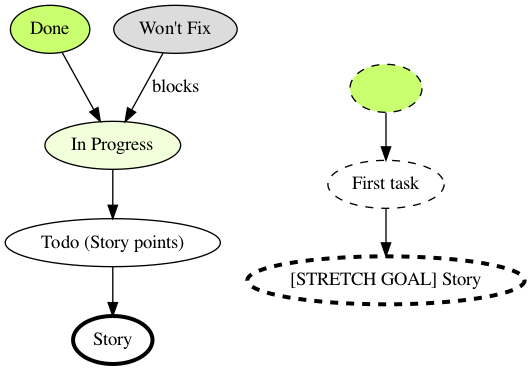 Done
Won't Fix
blocks
In Progress
Todo (Story points)
Story
First task
[STRETCH GOAL] Story